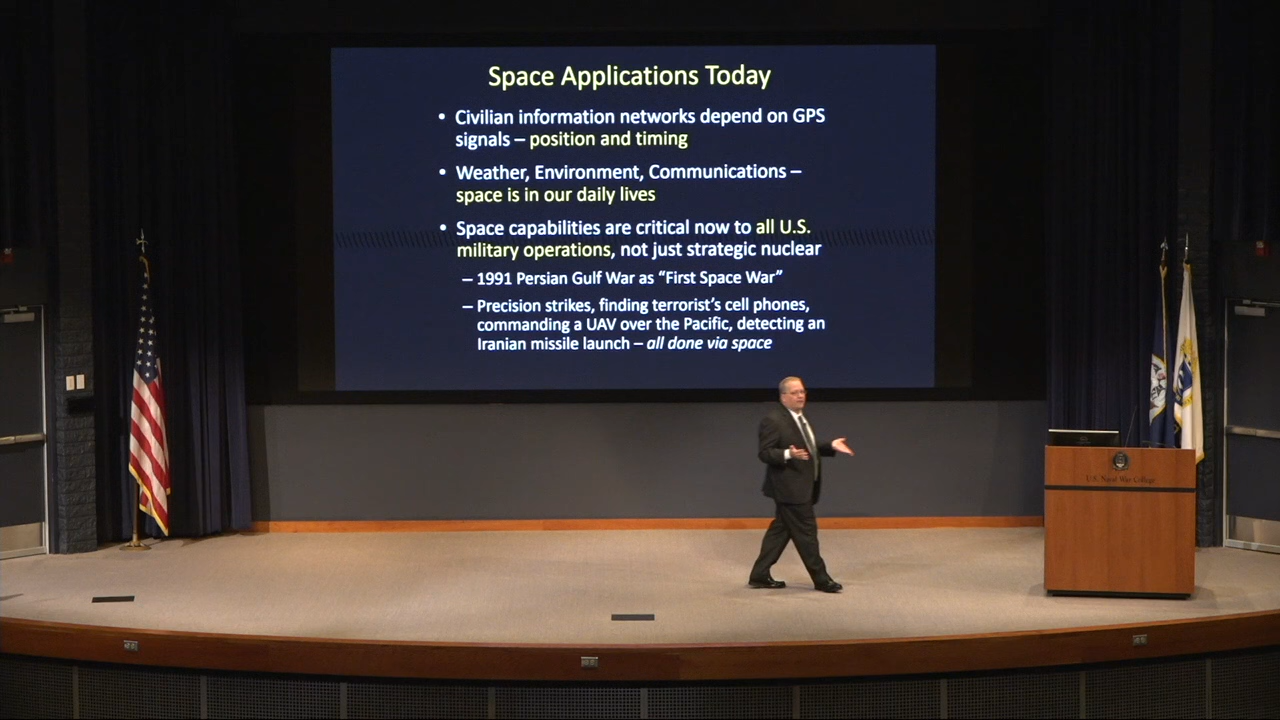 Space Applications Today
• Civilian information networks depend on GPS
signals – position and timing
• Weather, Environment, Communications –
space is in our daily lives
• Space capabilities are critical now to all U.S.
military operations, not just strategic nuclear
– 1991 Persian Gulf War as “First Space War”
– Precision strikes, finding terrorist’s cell phones,
commanding a UAV over the Pacific, detecting an
Iranian missile launch – all done via space
U.S. Naval War College